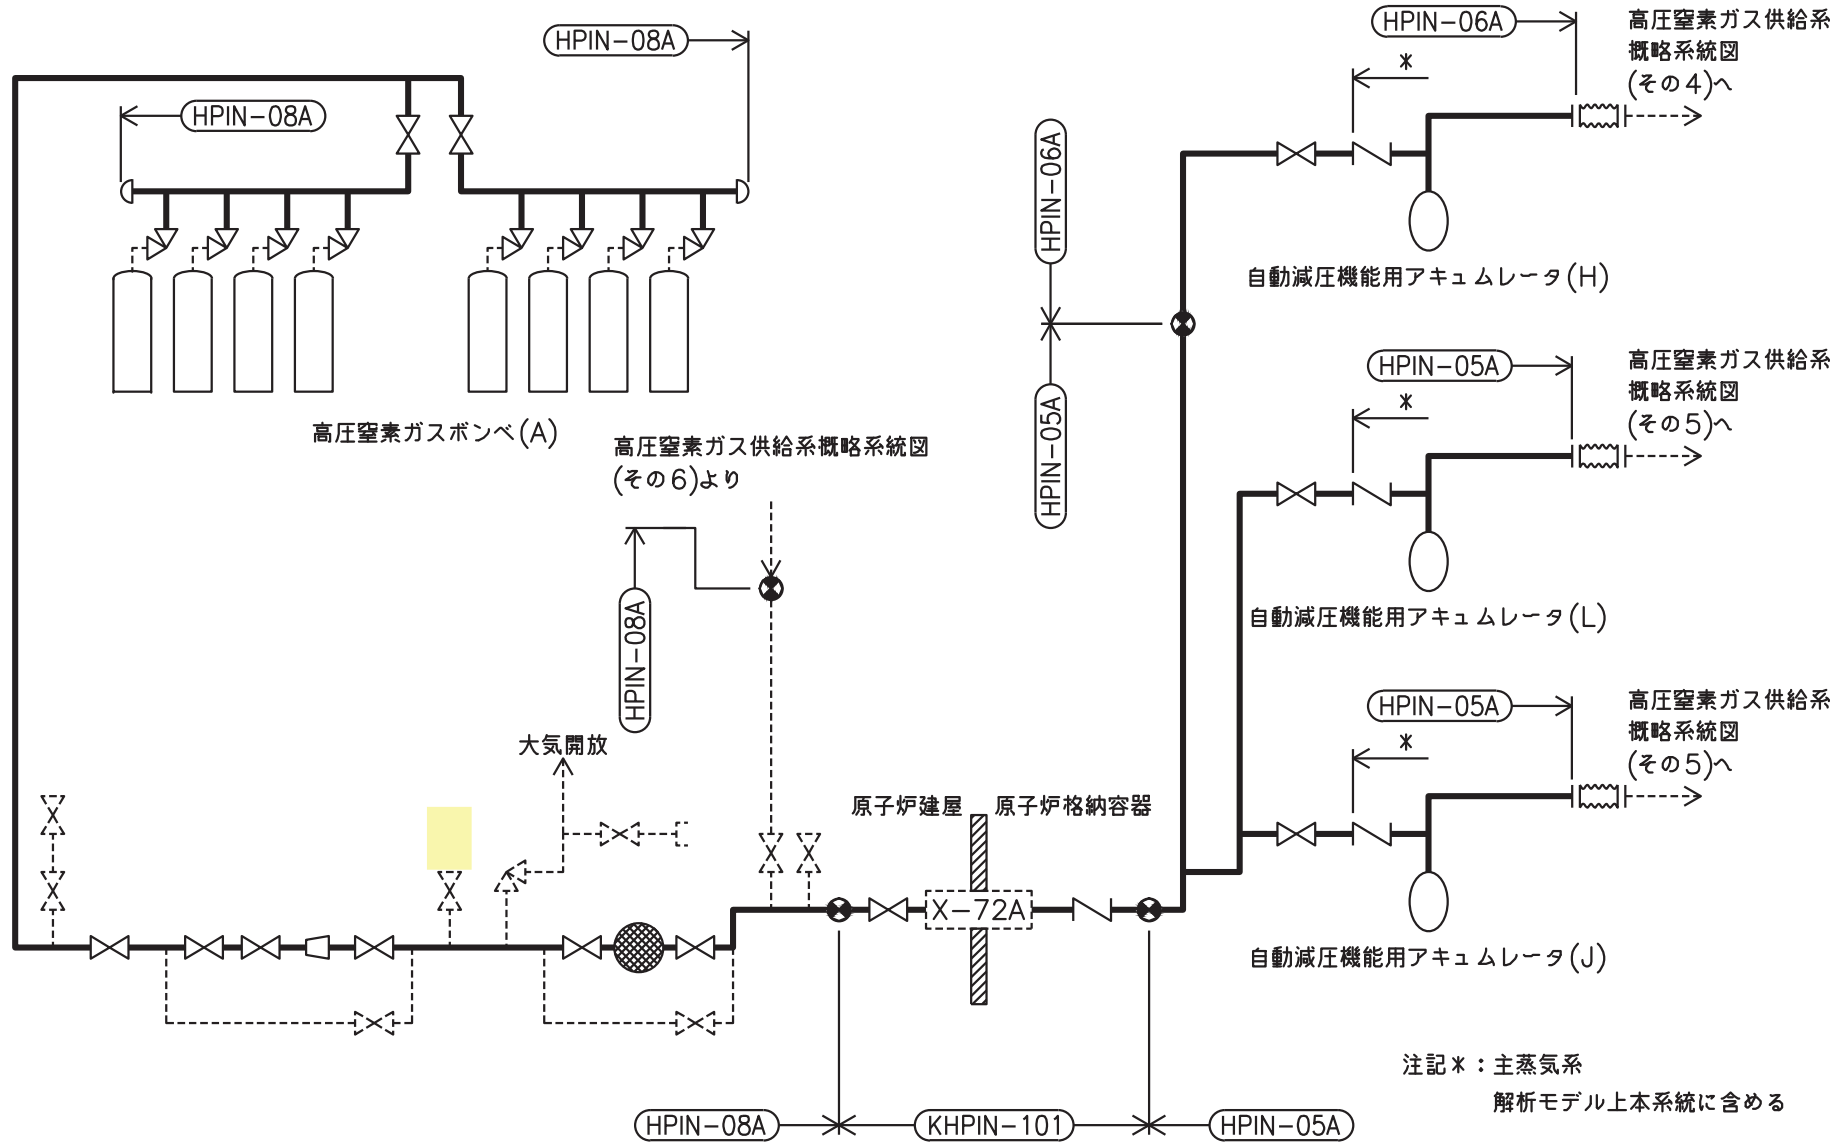 HPIN-08A
HPIN-08A
高圧窒素ガスボンベ(A)
高圧窒素ガス供給系概略系統図
(その6)より
HPIN-08A
大気開放
原子炉建屋
原子炉格納容器
X-72A
HPIN-06A
HPIN-05A
HPIN-06A
*
高圧窒素ガス供給系
概略系統図
(その4)へ
自動減圧機能用アキュムレータ(H)
HPIN-05A
*
高圧窒素ガス供給系
概略系統図
(その5)へ
自動減圧機能用アキュムレータ(L)
HPIN-05A
*
高圧窒素ガス供給系
概略系統図
(その5)へ
自動減圧機能用アキュムレータ(J)
注記*:主蒸気系
解析モデル上本系統に含める
HPIN-08A
KHPIN-101
HPIN-05A